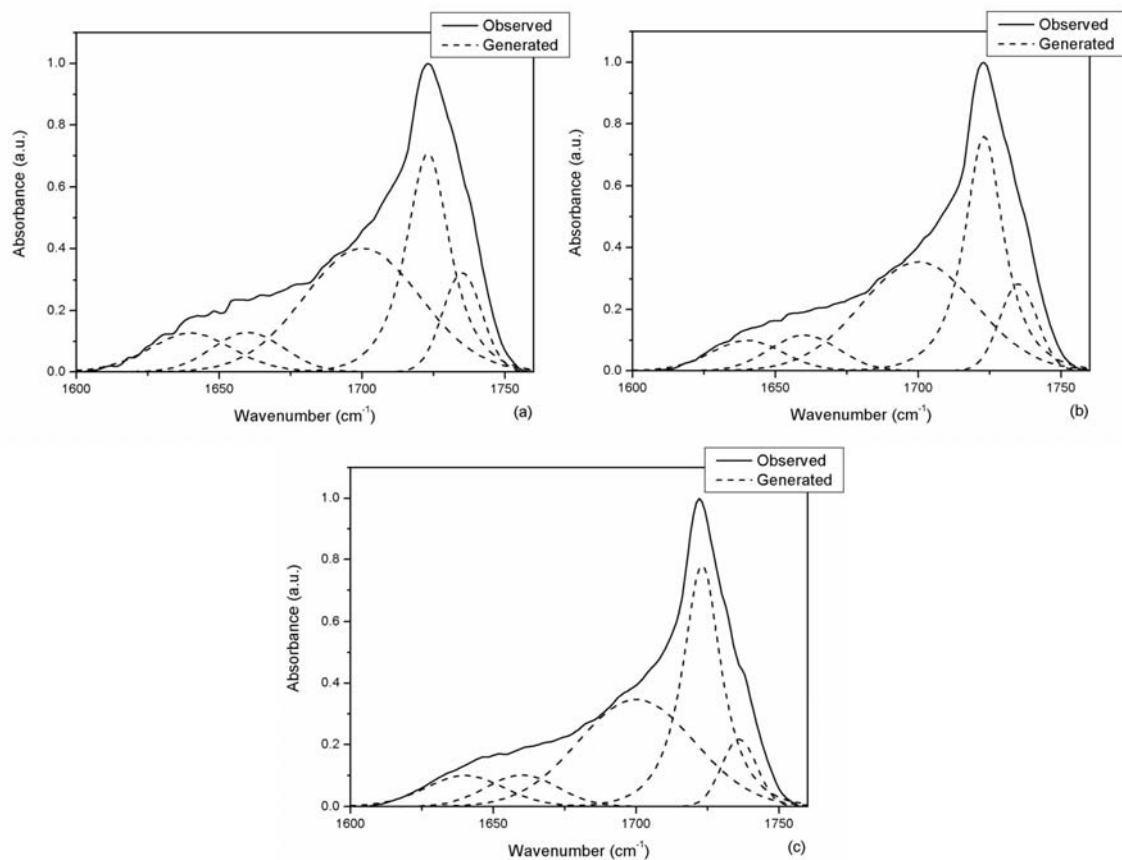 Observed
Generated
1.0
0.8
0.6
0.4
0.2
0.0
Absorbance (a.u.)
1600
1650
1700
1750
Wavenumber (cm⁻¹)
(a)
Observed
Generated
1.0
0.8
0.6
0.4
0.2
0.0
Absorbance (a.u.)
1600
1650
1700
1750
Wavenumber (cm⁻¹)
(b)
Observed
Generated
1.0
0.8
0.6
0.4
0.2
0.0
Absorbance (a.u.)
1600
1650
1700
1750
Wavenumber (cm⁻¹)
(c)